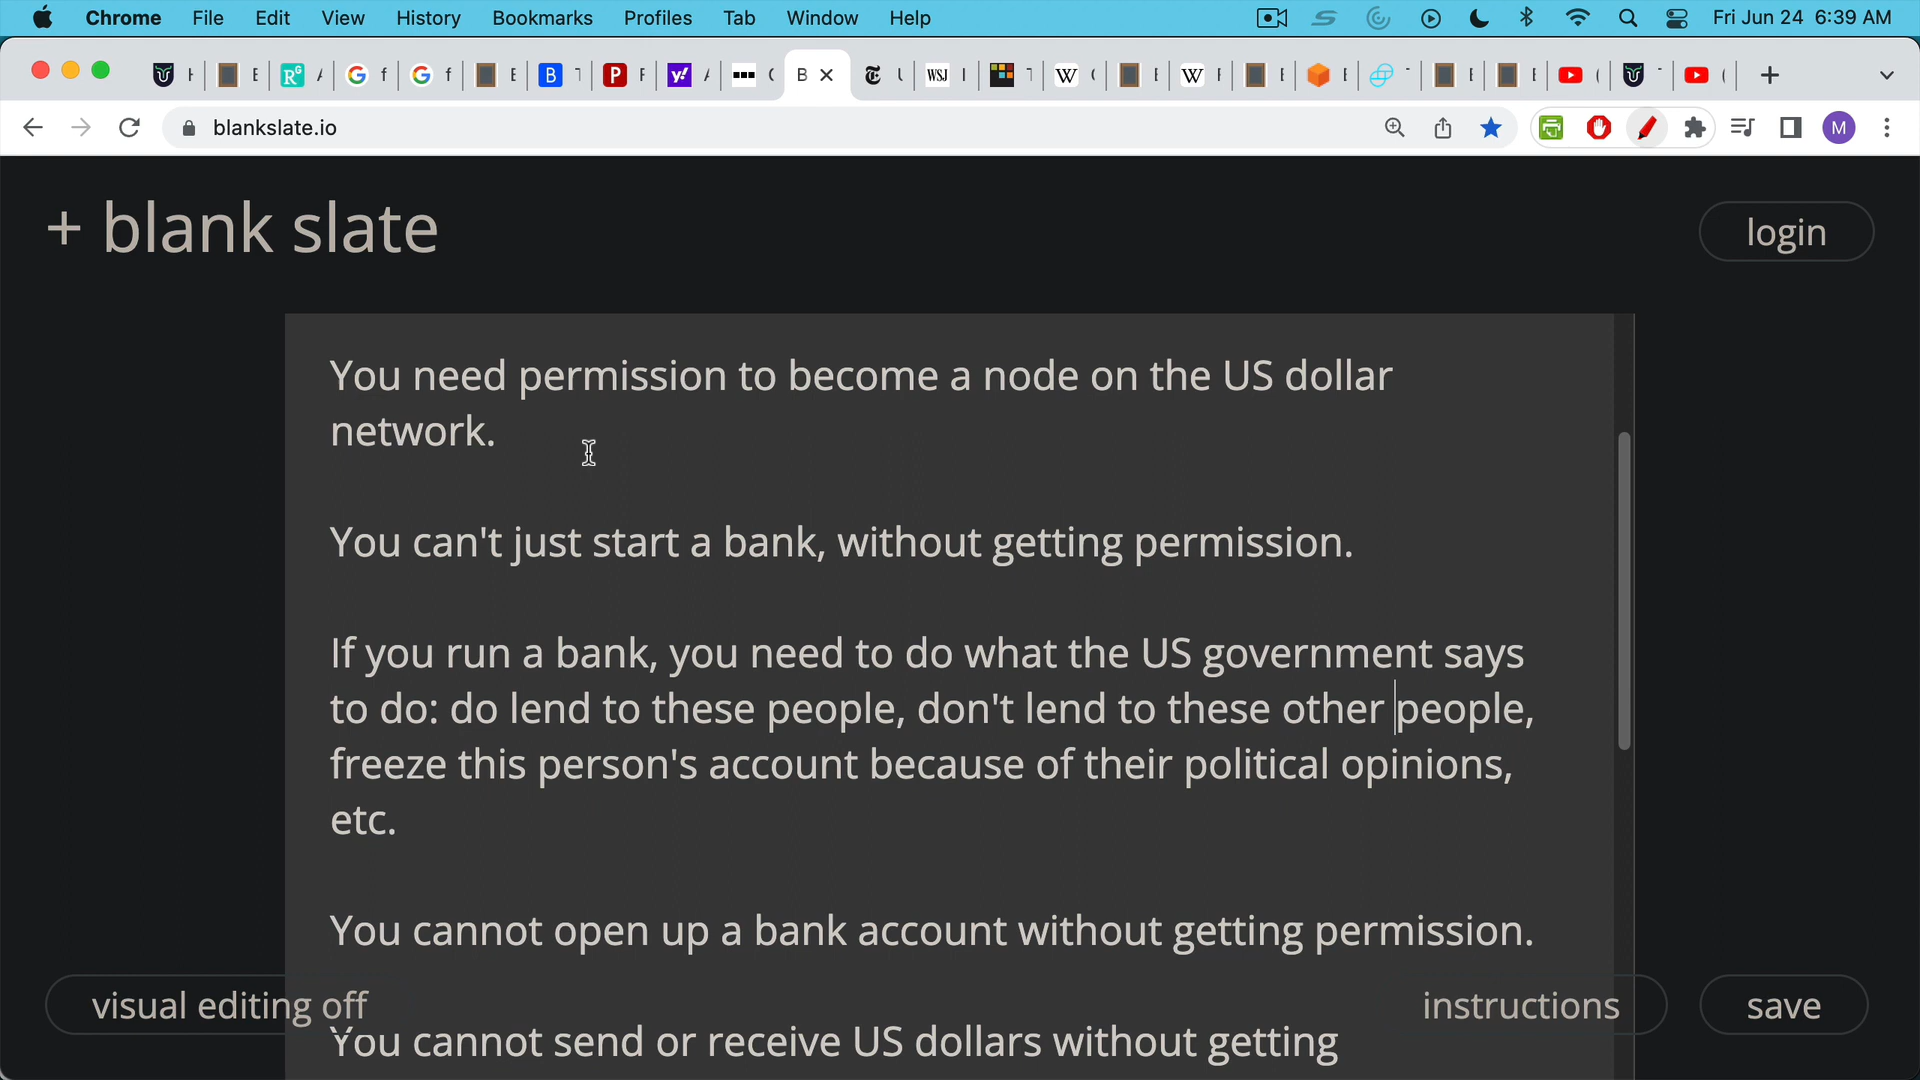 Chrome File Edit View History Bookmarks Profiles Tab Window Help Fri Jun 24 6:39 AM
blankslate.io
+ blank slate
login
You need permission to become a node on the US dollar
network.
You can't just start a bank, without getting permission.
If you run a bank, you need to do what the US government says
to do: do lend to these people, don't lend to these other people,
freeze this person's account because of their political opinions,
etc.
You cannot open up a bank account without getting permission.
visual editing off
instructions
save
You cannot send or receive US dollars without getting